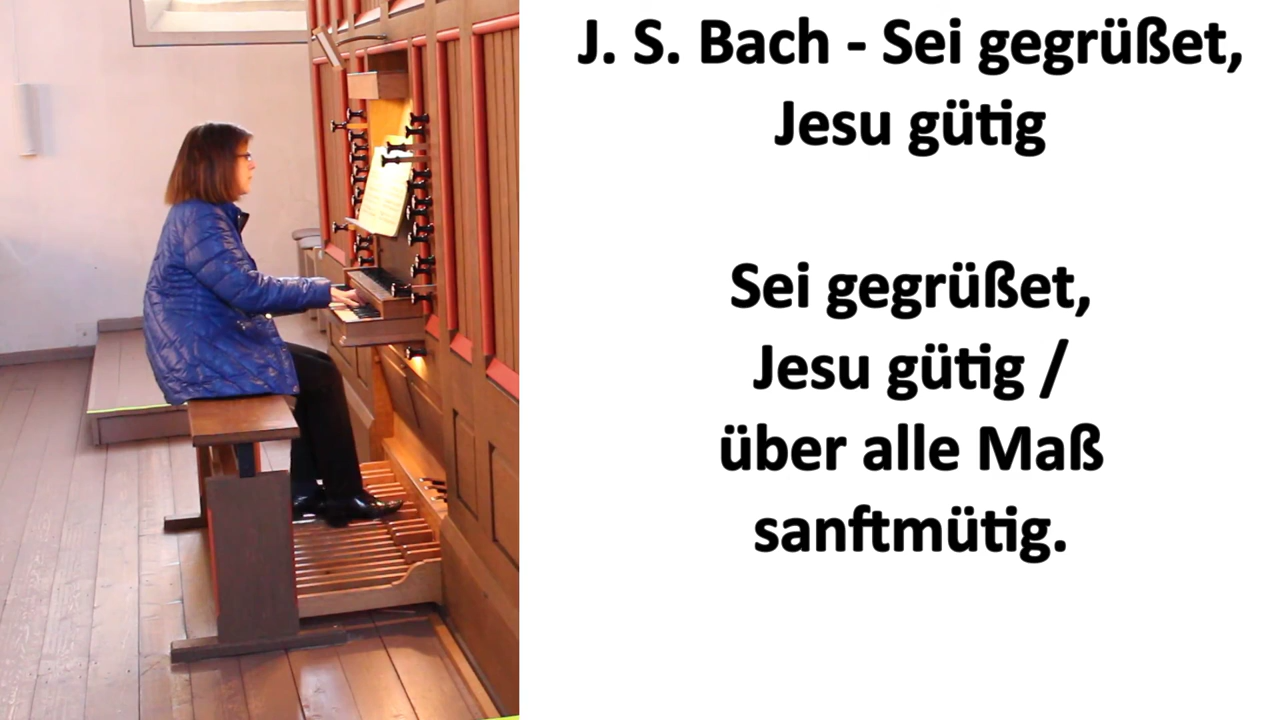 J. S. Bach - Sei gegrüßet,
Jesu gütig
Sei gegrüßet,
Jesu gütig /
über alle Maß
sanftmütig.